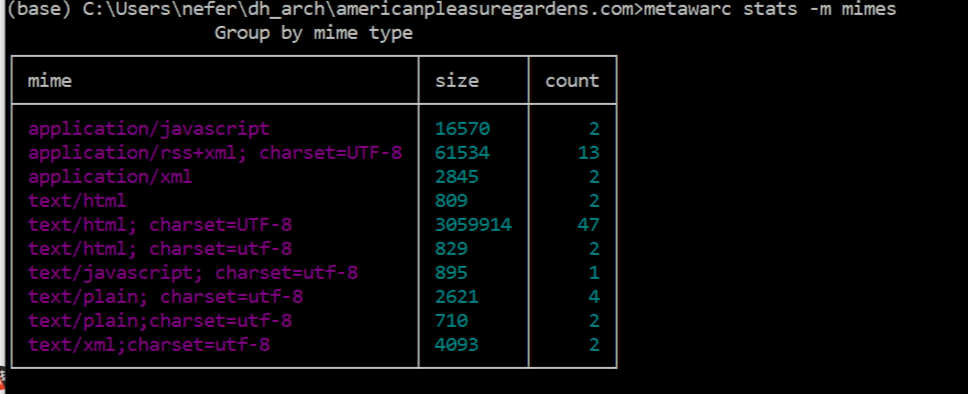 (base) C:\Users\nefer\dh_arch\americanpleasuregardens.com>metawarc stats -m mimes
Group by mime type
mime size count
application/javascript 16570 2
application/rss+xml; charset=UTF-8 61534 13
application/xml 2845 2
text/html 809 2
text/html; charset=UTF-8 3059914 47
text/html; charset=utf-8 829 2
text/javascript; charset=utf-8 895 1
text/plain; charset=utf-8 2621 4
text/plain;charset=utf-8 710 2
text/xml;charset=utf-8 4093 2